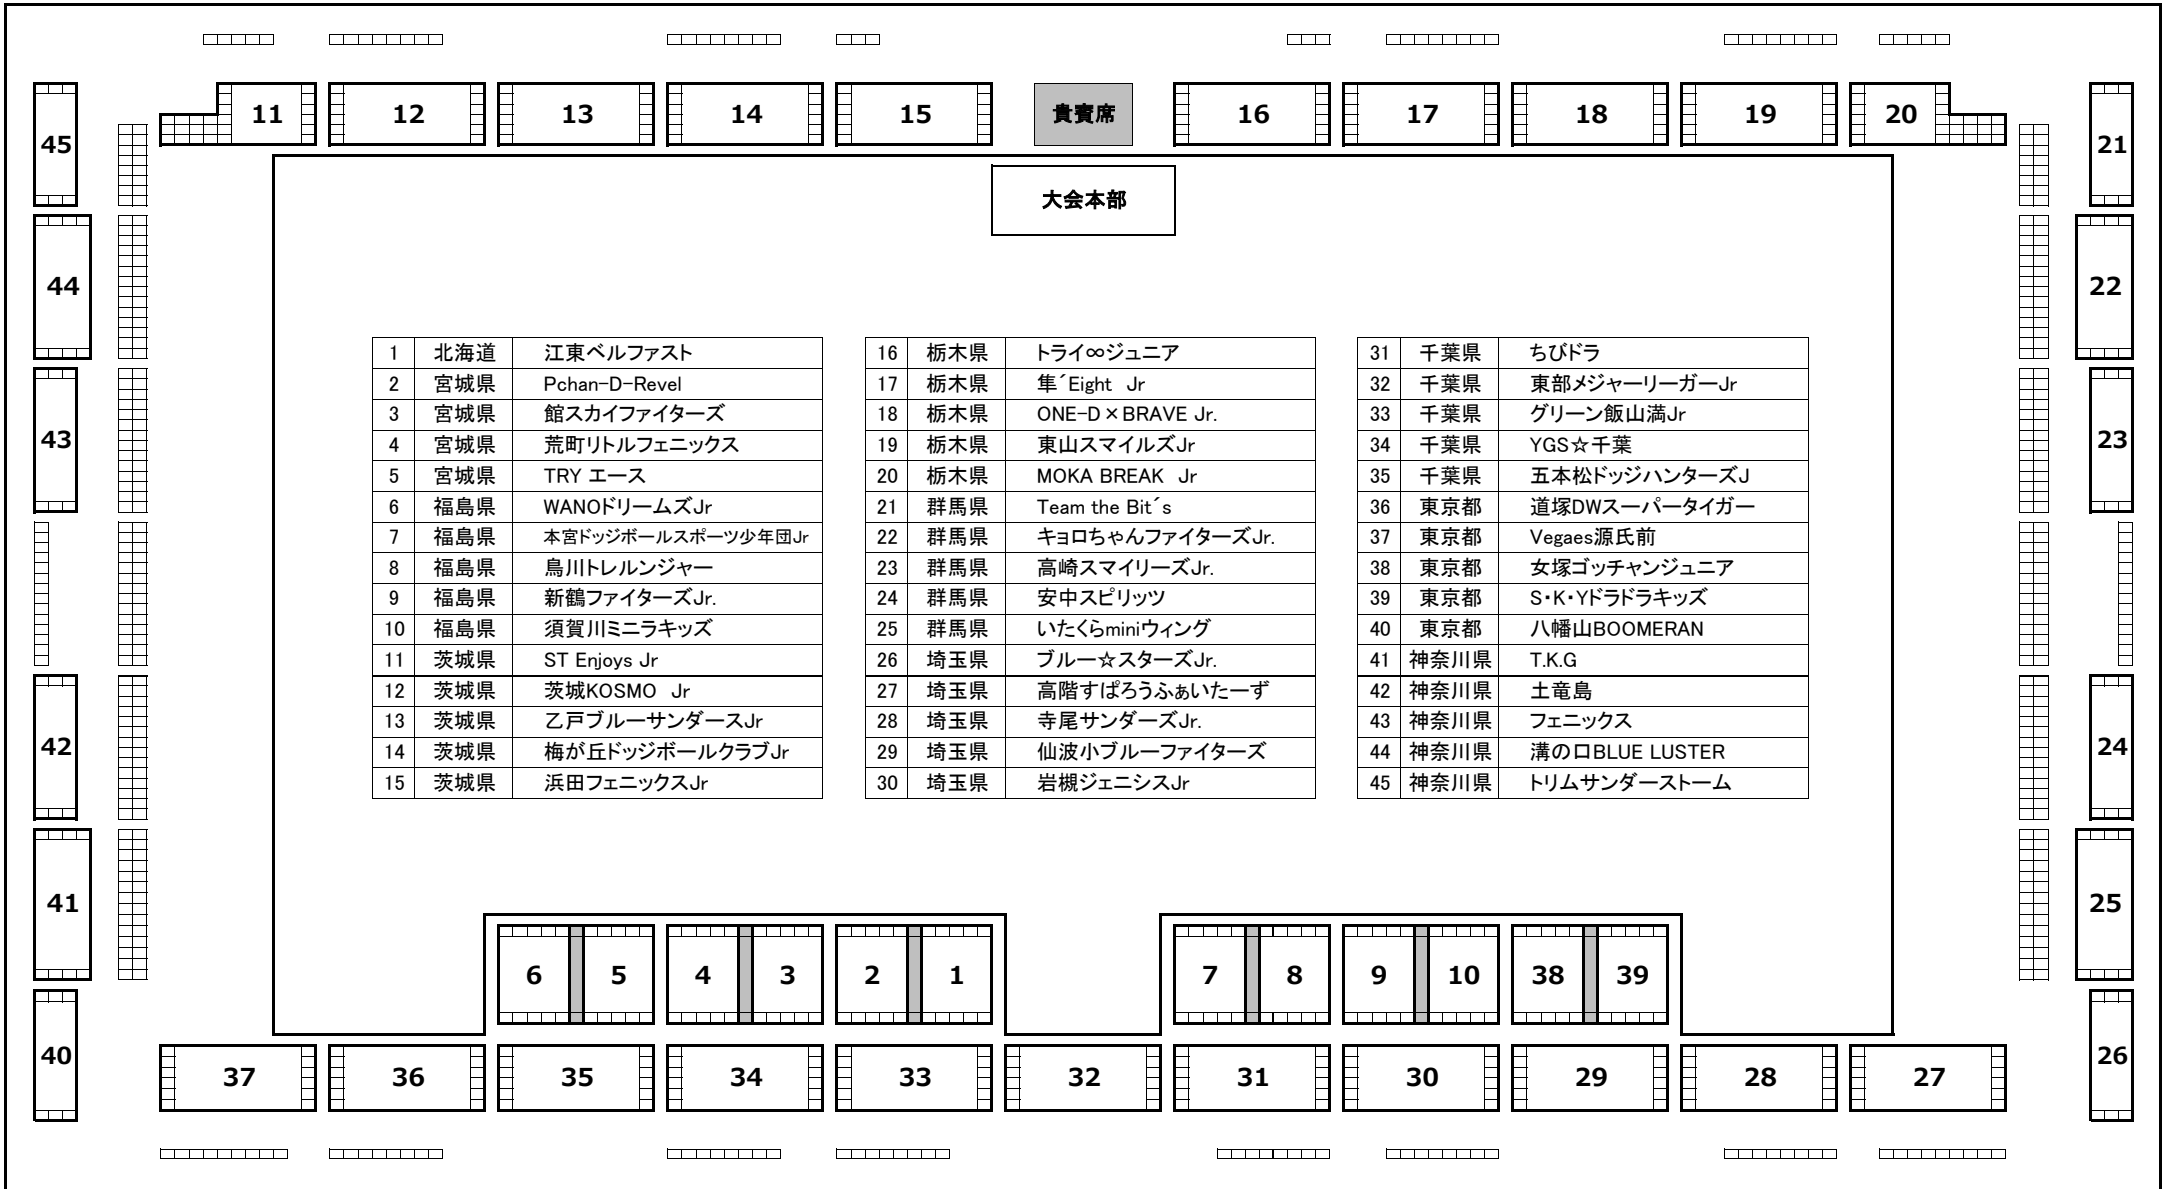 11 12 13 14 15 貴賓席 16 17 18 19 20
45 21
大会本部
44 22
1 北海道 江東ベルファスト
2 宮城県 Pchan-D-Revel
3 宮城県 館スカイファイターズ
4 宮城県 荒町リトルフェニックス
5 宮城県 TRY エース
6 福島県 WANOドリームズJr
7 福島県 本宮ドッジボールスポーツ少年団Jr
8 福島県 鳥川トレルンジャー
9 福島県 新鶴ファイターズJr.
10 福島県 須賀川ミニラキッズ
11 茨城県 ST Enjoys Jr
12 茨城県 茨城KOSMO Jr
13 茨城県 乙戸ブルーサンダースJr
14 茨城県 梅が丘ドッジボールクラブJr
15 茨城県 浜田フェニックスJr
16 栃木県 トライ∞ジュニア
17 栃木県 隼´Eight Jr
18 栃木県 ONE-D×BRAVE Jr.
19 栃木県 東山スマイルズJr
20 栃木県 MOKA BREAK Jr
21 群馬県 Team the Bit´s
22 群馬県 キョロちゃんファイターズJr.
23 群馬県 高崎スマイリーズJr.
24 群馬県 安中スピリッツ
25 群馬県 いたくらminiウィング
26 埼玉県 ブルー☆スターズJr.
27 埼玉県 高階すぱろうふぁいたーず
28 埼玉県 寺尾サンダーズJr.
29 埼玉県 仙波小ブルーファイターズ
30 埼玉県 岩槻ジェニシスJr
31 千葉県 ちびドラ
32 千葉県 東部メジャーリーガーJr
33 千葉県 グリーン飯山満Jr
34 千葉県 YGS☆千葉
35 千葉県 五本松ドッジハンターズJ
36 東京都 道塚DWスーパータイガー
37 東京都 Vegaes源氏前
38 東京都 女塚ゴッチャンジュニア
39 東京都 S・K・Yドラドラキッズ
40 東京都 八幡山BOOMERAN
41 神奈川県 T.K.G
42 神奈川県 土竜島
43 神奈川県 フェニックス
44 神奈川県 溝の口BLUE LUSTER
45 神奈川県 トリムサンダーストーム
43 23
42 24
41 25
6 5 4 3 2 1 7 8 9 10 38 39
40 26
37 36 35 34 33 32 31 30 29 28 27